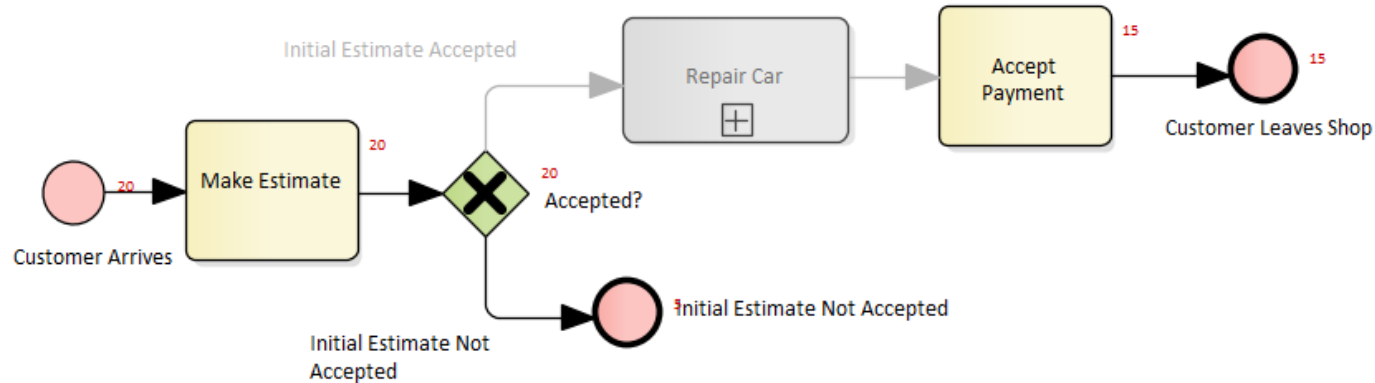 Initial Estimate Accepted
Repair Car
Accept
Payment
15
15
Customer Leaves Shop
20
Make Estimate
20
20
Accepted?
Customer Arrives
Initial Estimate Not Accepted
Initial Estimate Not
Accepted